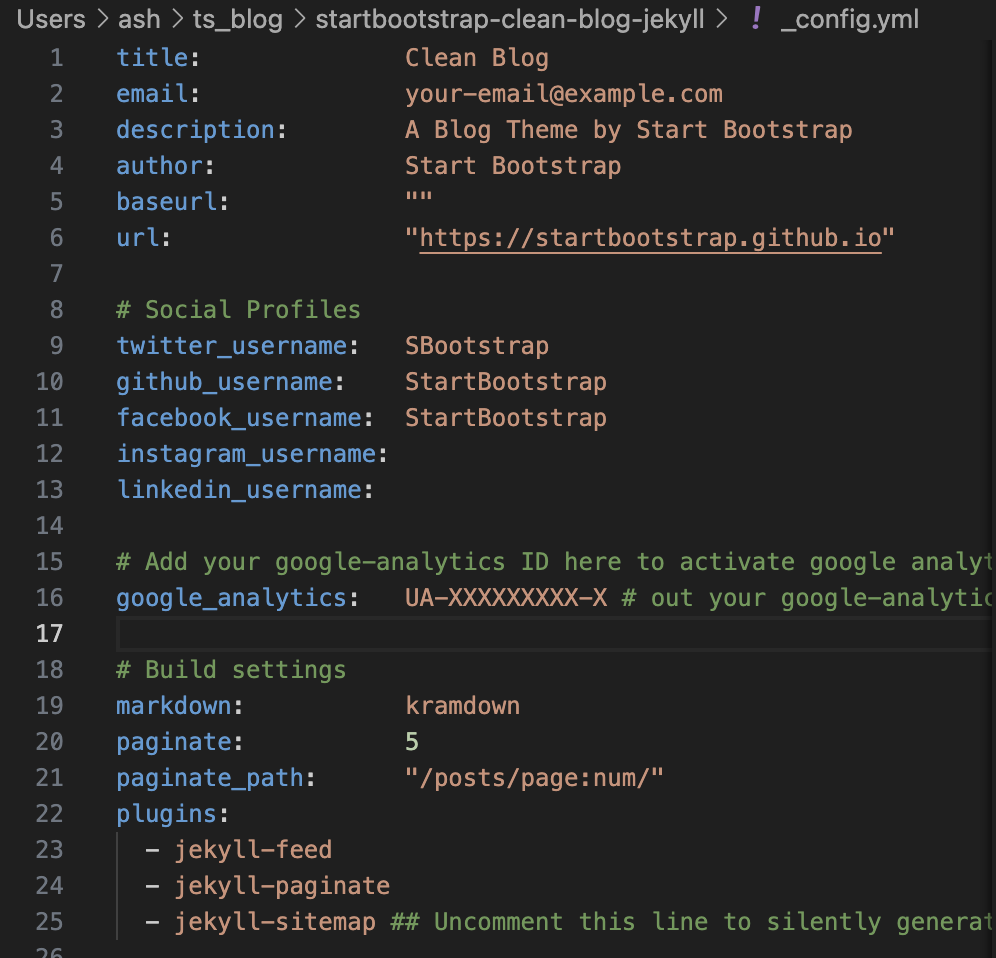 Users > ash > ts_blog > startbootstrap-clean-blog-jekyll > ! _config.yml
1 title: Clean Blog
2 email: your-email@example.com
3 description: A Blog Theme by Start Bootstrap
4 author: Start Bootstrap
5 baseurl: ""
6 url: "https://startbootstrap.github.io"
7
8 # Social Profiles
9 twitter_username: SBootstrap
10 github_username: StartBootstrap
11 facebook_username: StartBootstrap
12 instagram_username:
13 linkedin_username:
14
15 # Add your google-analytics ID here to activate google analyt
16 google_analytics: UA-XXXXXXXXX-X # out your google-analytic
17
18 # Build settings
19 markdown: kramdown
20 paginate: 5
21 paginate_path: "/posts/page:num/"
22 plugins:
23 - jekyll-feed
24 - jekyll-paginate
25 - jekyll-sitemap ## Uncomment this line to silently generat
26